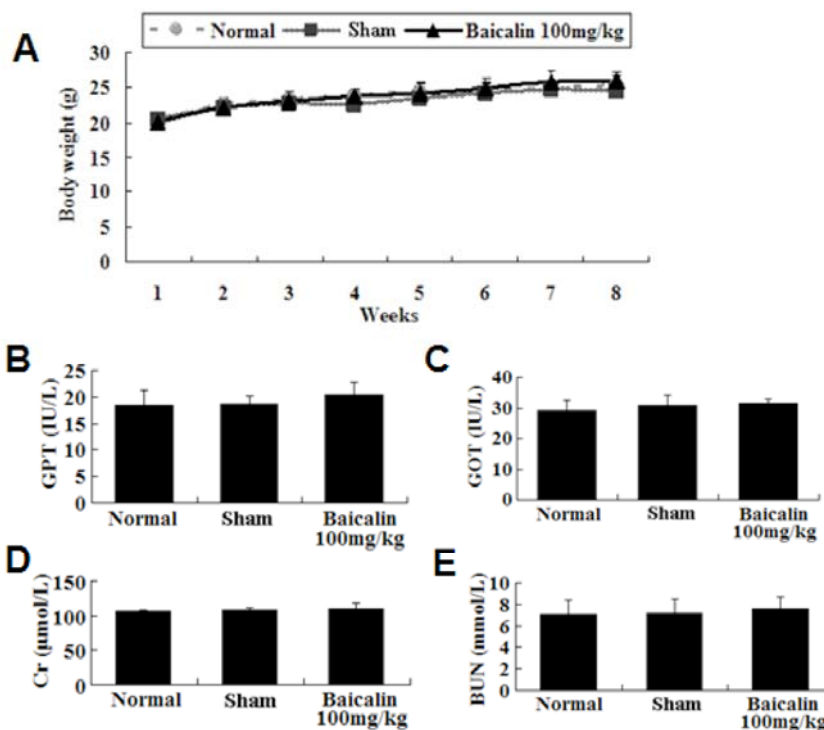 A
Normal Sham Baicalin 100mg/kg
30
25
20
15
10
5
0
Body weight (g)
1 2 3 4 5 6 7 8
Weeks
B
25
20
15
10
5
0
GPT (IU/L)
Normal Sham Baicalin
100mg/kg
C
40
30
20
10
0
GOT (IU/L)
Normal Sham Baicalin
100mg/kg
D
150
100
50
0
Cr (μmol/L)
Normal Sham Baicalin
100mg/kg
E
10
8
6
4
2
0
BUN (mmol/L)
Normal Sham Baicalin
100mg/kg